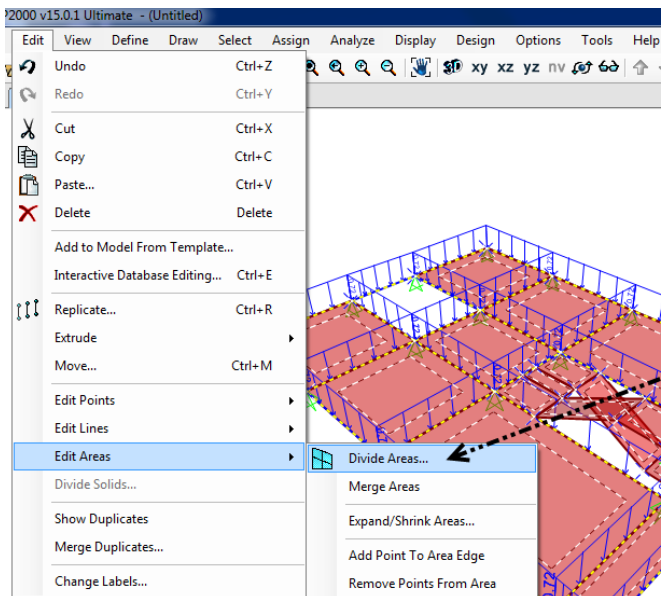 P2000 v15.0.1 Ultimate - (Untitled)
Edit View Define Draw Select Assign Analyze Display Design Options Tools Help
3D xy xz yz nv
Undo Ctrl+Z
Redo Ctrl+Y
Cut Ctrl+X
Copy Ctrl+C
Paste... Ctrl+V
Delete Delete
Add to Model From Template...
Interactive Database Editing... Ctrl+E
Replicate... Ctrl+R
Extrude
Move... Ctrl+M
Edit Points
Edit Lines
Edit Areas
Divide Areas...
Divide Solids...
Merge Areas
Show Duplicates
Expand/Shrink Areas...
Merge Duplicates...
Add Point To Area Edge
Change Labels...
Remove Points From Area
0.72